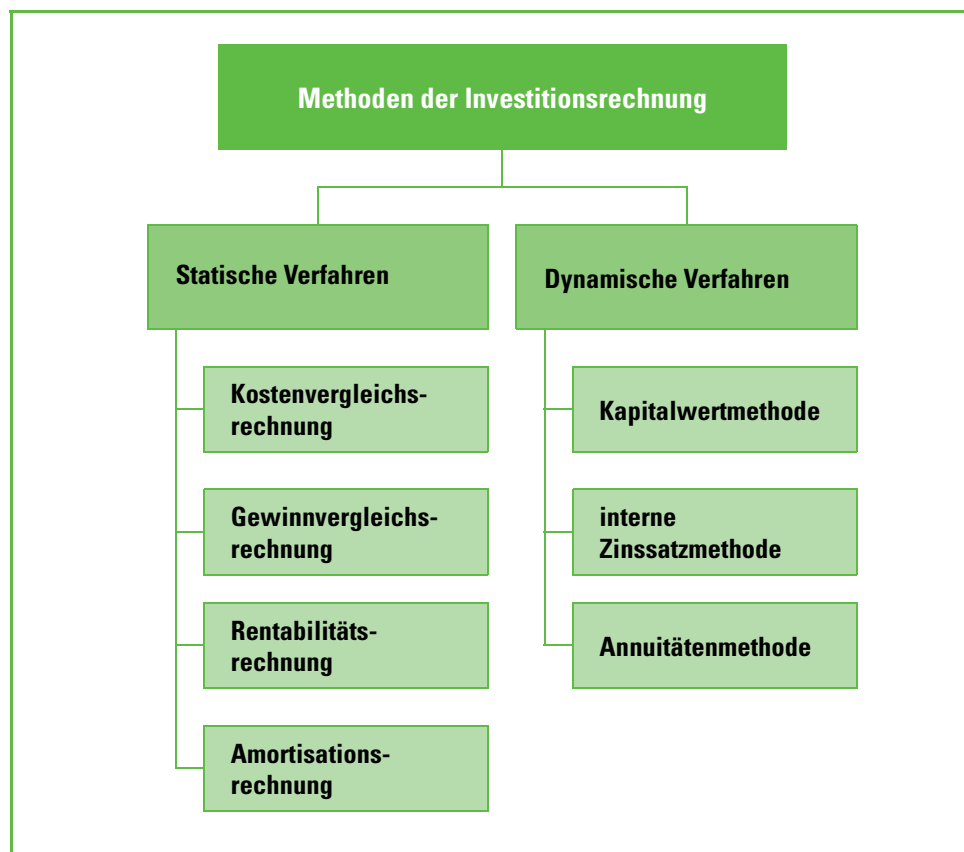 Methoden der Investitionsrechnung
Statische Verfahren
Kostenvergleichs-
rechnung
Gewinnvergleichs-
rechnung
Rentabilitäts-
rechnung
Amortisations-
rechnung
Dynamische Verfahren
Kapitalwertmethode
interne
Zinssatzmethode
Annuitätenmethode